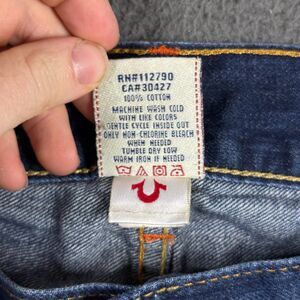 RN#112790
CA#30427
100% COTTON
MACHINE WASH COLD
WITH LIKE COLORS
GENTLE CYCLE INSIDE OUT
ONLY NON-CHLORINE BLEACH
WHEN NEEDED
TUMBLE DRY LOW
WARM IRON IF NEEDED